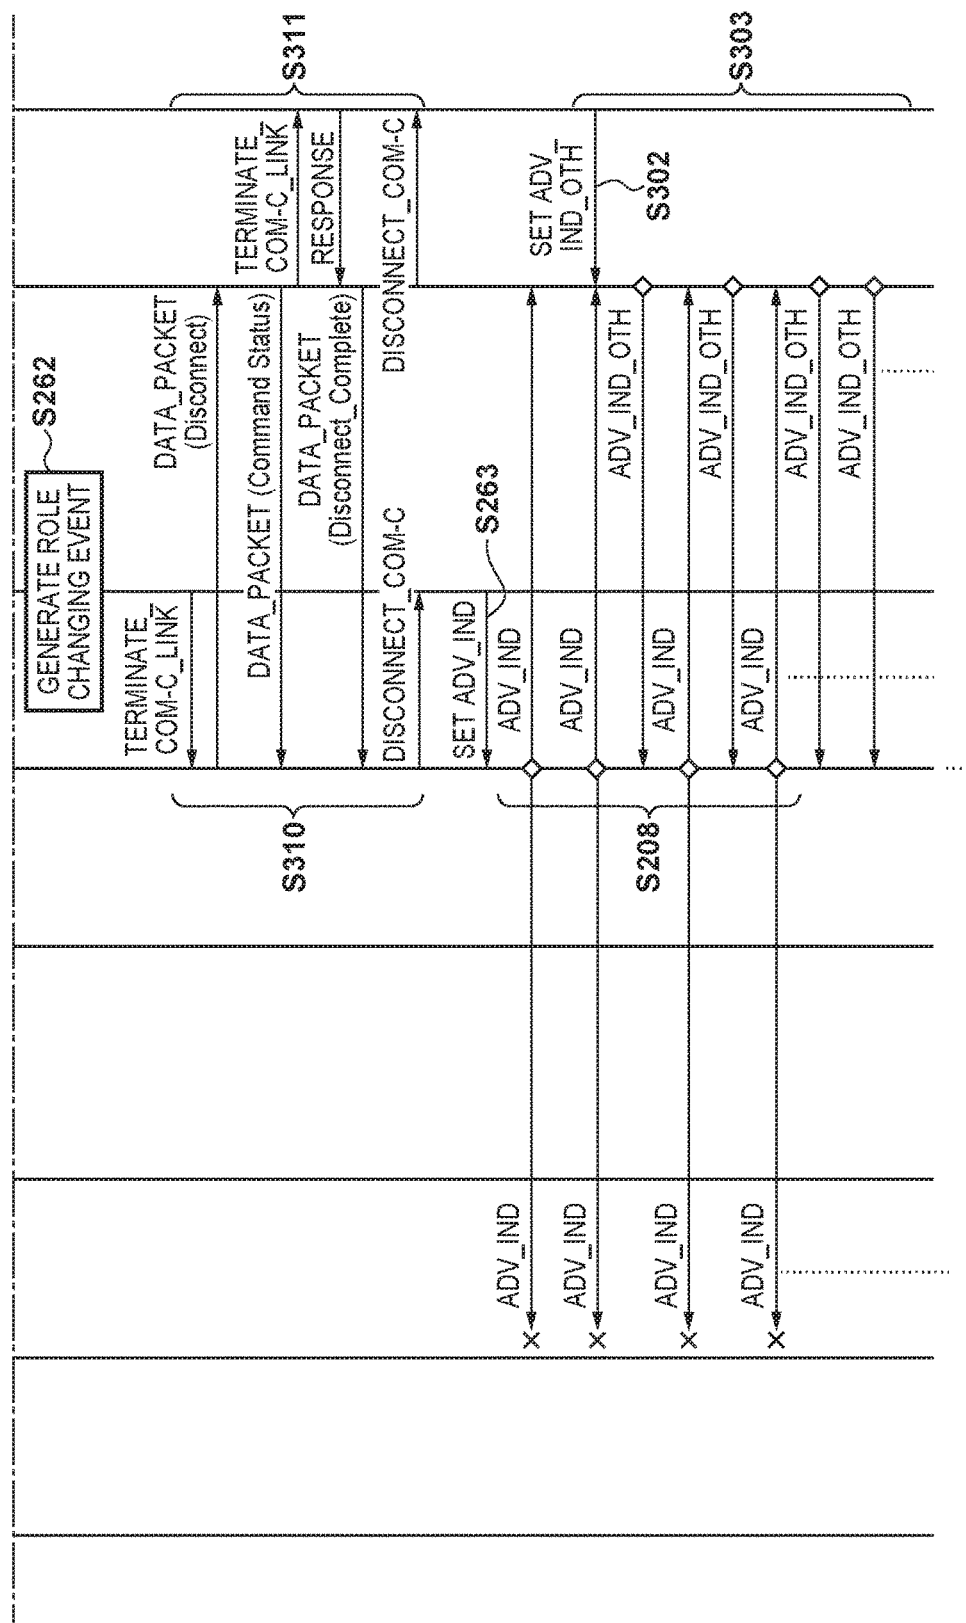 S262
GENERATE ROLE
CHANGING EVENT
TERMINATE_
COM-C_LINK
DATA_PACKET
(Disconnect)
TERMINATE_
COM-C_LINK
S311
DATA_PACKET (Command Status)
RESPONSE
S310
DATA_PACKET
(Disconnect_Complete)
DISCONNECT_COM-C
DISCONNECT_COM-C
SET ADV_IND
S263
ADV_IND
ADV_IND
SET ADV_
IND_OTH
S302
ADV_IND
ADV_IND
ADV_IND_OTH
S208
S303
ADV_IND
ADV_IND
ADV_IND_OTH
ADV_IND
ADV_IND
ADV_IND_OTH
ADV_IND_OTH